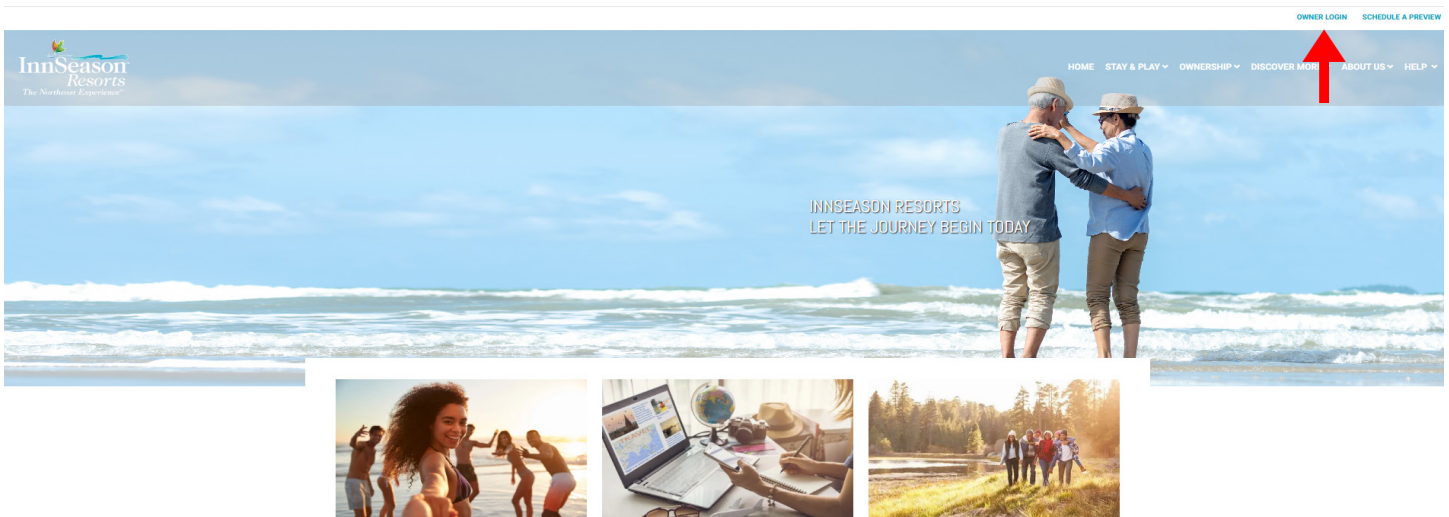 OWNER LOGIN SCHEDULE A PREVIEW
InnSeason
Resorts
The Northeast Experience
HOME STAY & PLAY OWNERSHIP DISCOVER MORE ABOUT US HELP
INNSEASON RESORTS
LET THE JOURNEY BEGIN TODAY